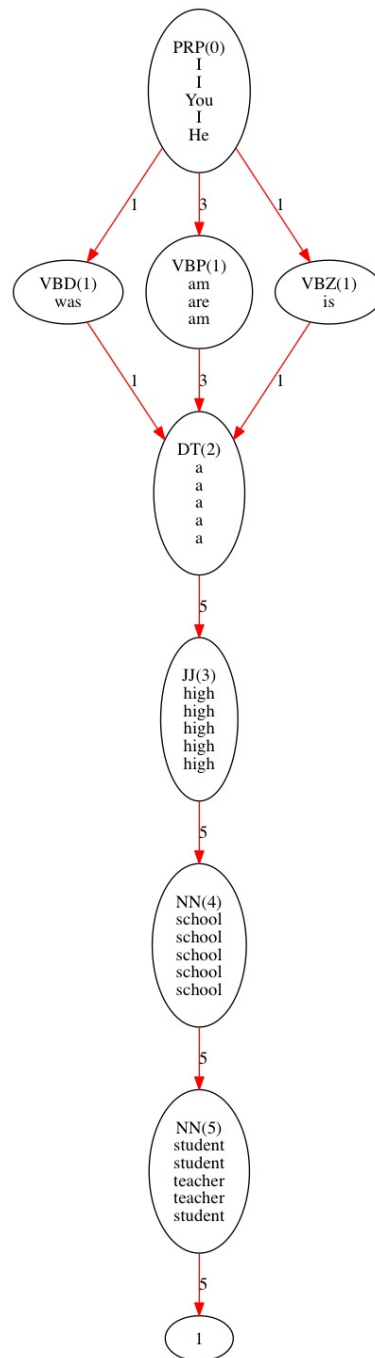 PRP(0)
I
I
You
I
He
1
3
1
VBD(1)
was
VBP(1)
am
are
am
VBZ(1)
is
1
3
1
DT(2)
a
a
a
a
a
5
JJ(3)
high
high
high
high
high
5
NN(4)
school
school
school
school
school
5
NN(5)
student
student
teacher
teacher
student
5
1